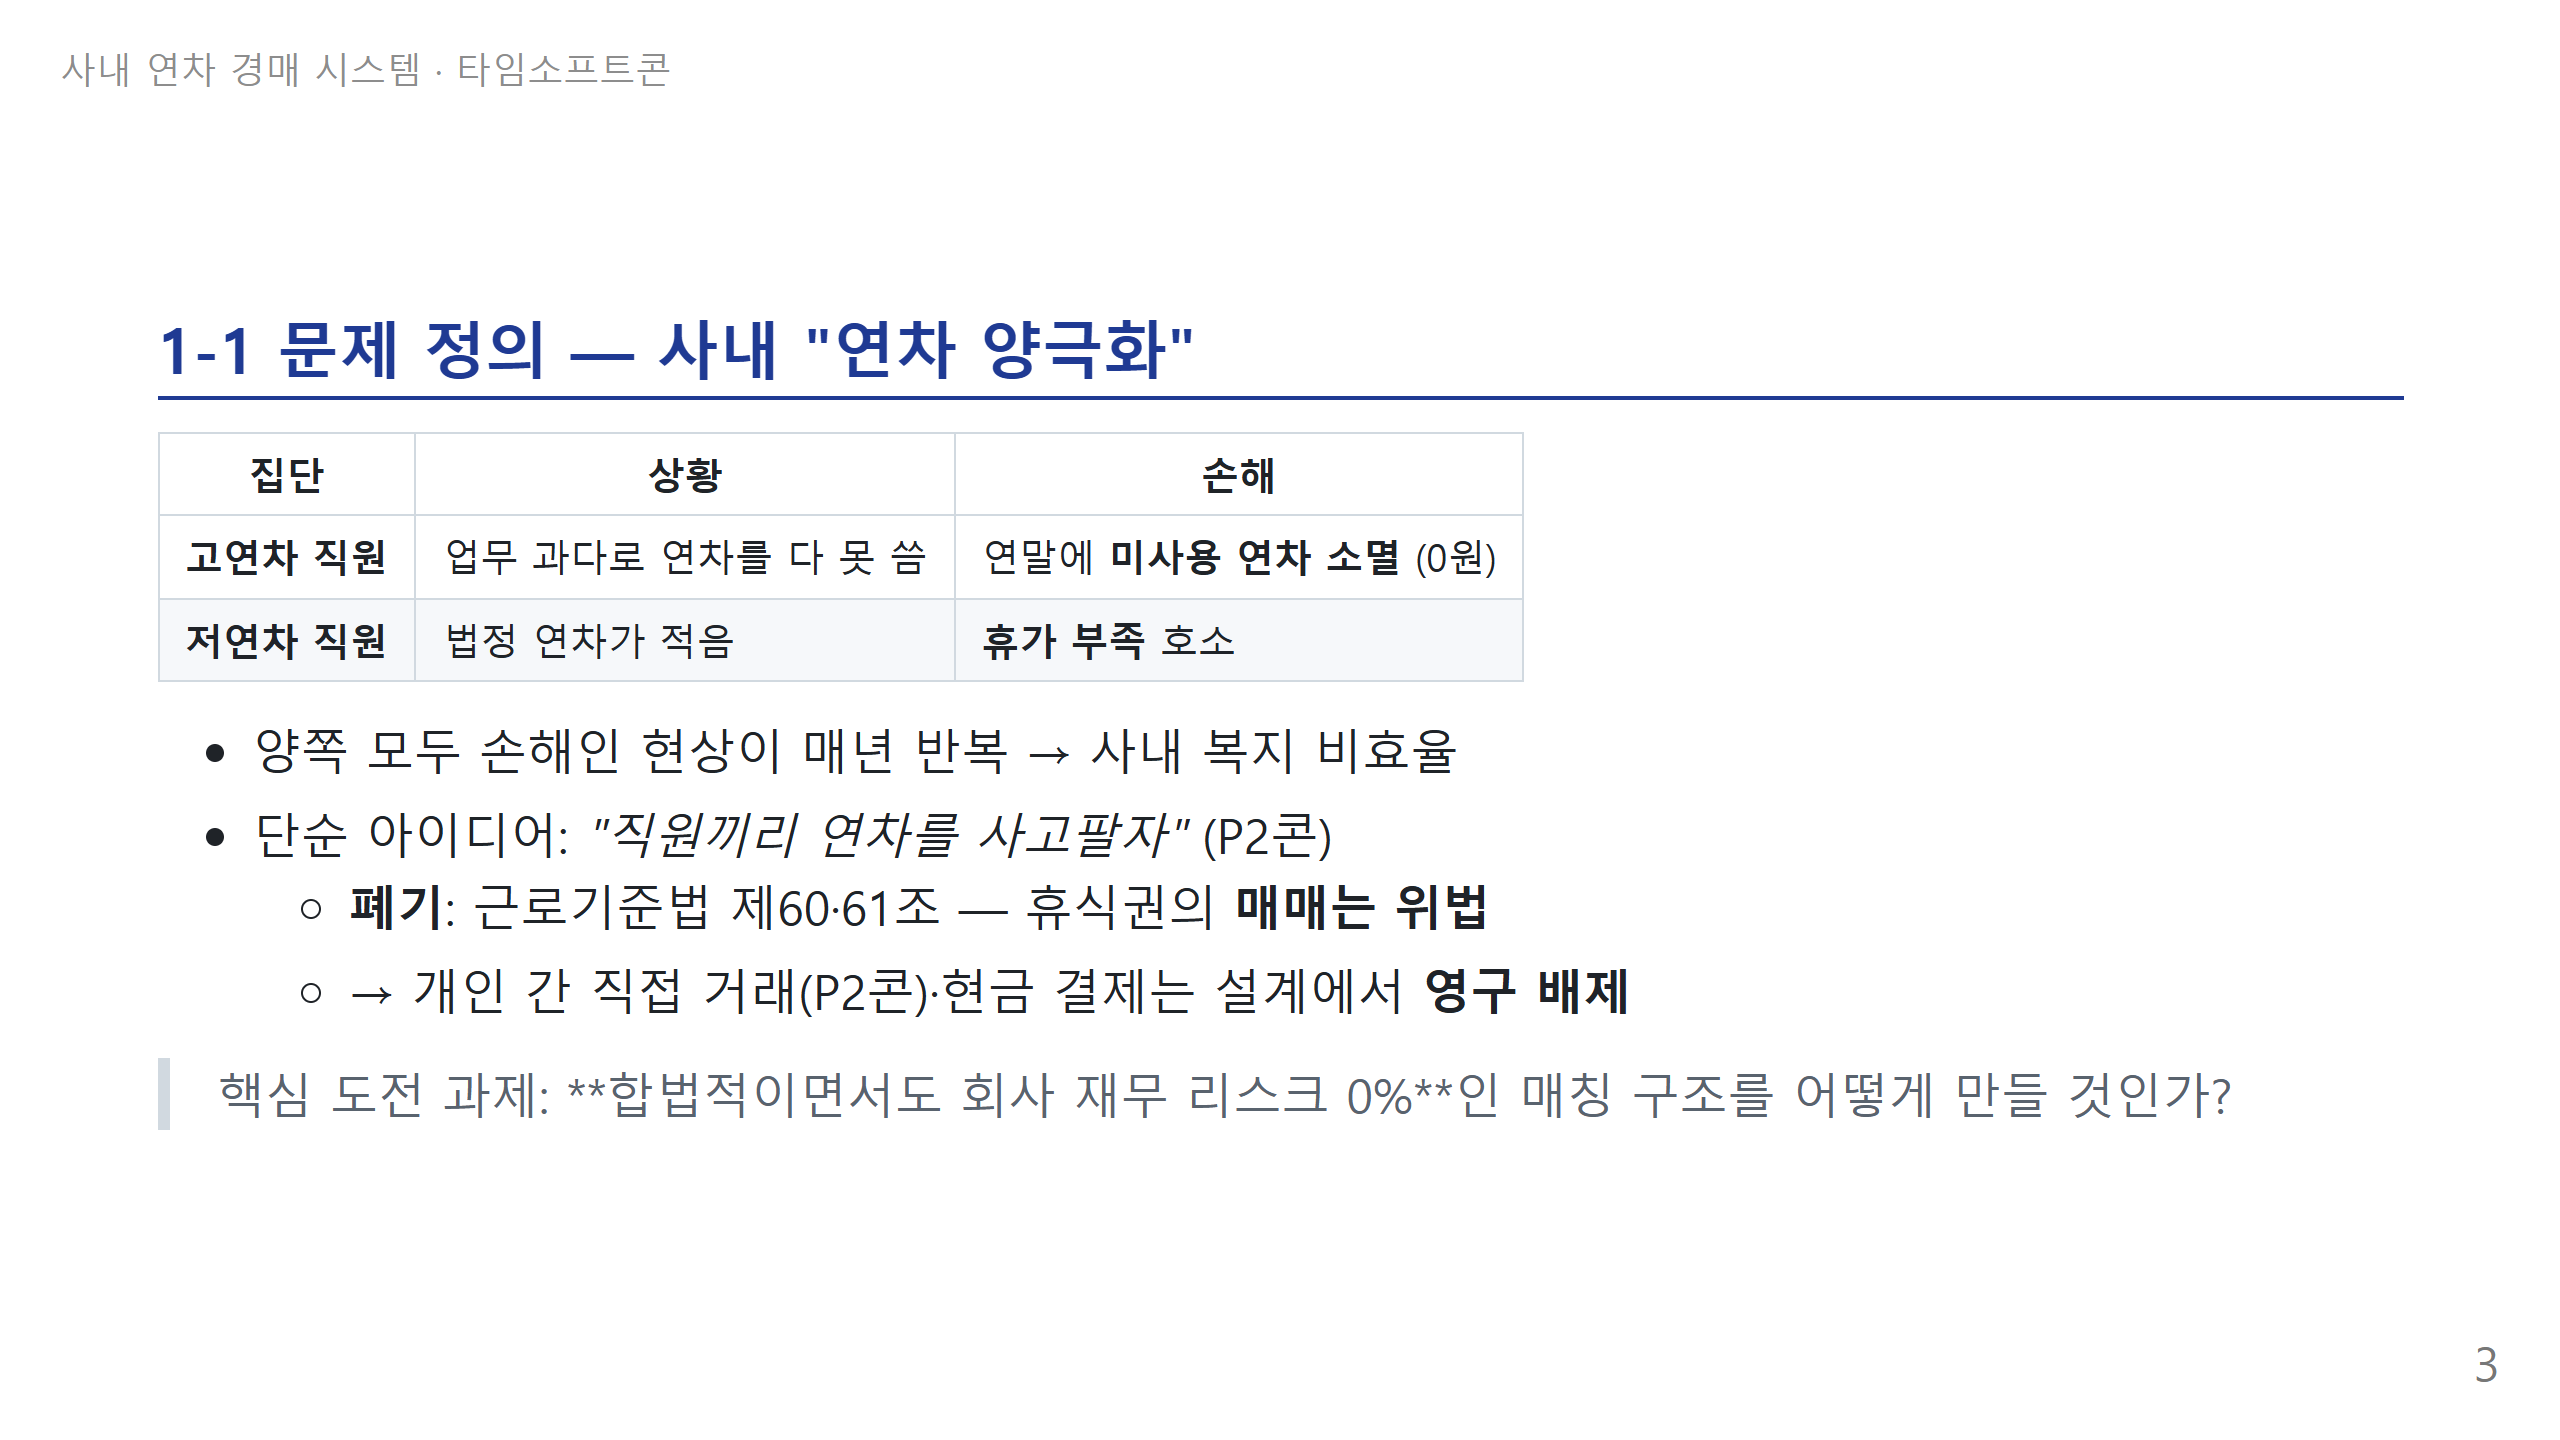 사내 연차 경매 시스템 · 타임소프트콘
1-1 문제 정의 — 사내 "연차 양극화"
집단 상황 손해
고연차 직원 업무 과다로 연차를 다 못 씀 연말에 미사용 연차 소멸 (0원)
저연차 직원 법정 연차가 적음 휴가 부족 호소
• 양쪽 모두 손해인 현상이 매년 반복 → 사내 복지 비효율
• 단순 아이디어: "직원끼리 연차를 사고팔자" (P2콘)
○ 폐기: 근로기준법 제60·61조 — 휴식권의 매매는 위법
○ → 개인 간 직접 거래(P2콘)·현금 결제는 설계에서 영구 배제
핵심 도전 과제: **합법적이면서도 회사 재무 리스크 0%**인 매칭 구조를 어떻게 만들 것인가?
3